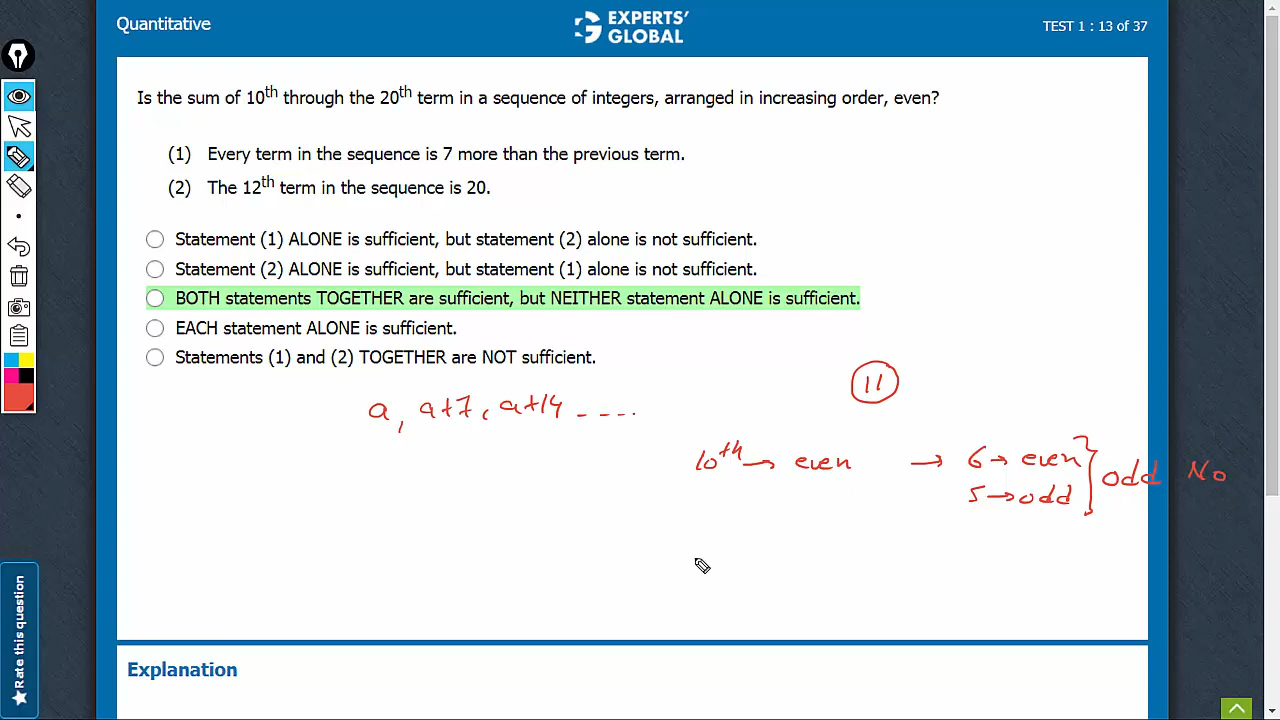 Quantitative
EXPERTS'
GLOBAL
TEST 1 : 13 of 37
Is the sum of 10th through the 20th term in a sequence of integers, arranged in increasing order, even?
(1) Every term in the sequence is 7 more than the previous term.
(2) The 12th term in the sequence is 20.
Statement (1) ALONE is sufficient, but statement (2) alone is not sufficient.
Statement (2) ALONE is sufficient, but statement (1) alone is not sufficient.
BOTH statements TOGETHER are sufficient, but NEITHER statement ALONE is sufficient.
EACH statement ALONE is sufficient.
Statements (1) and (2) TOGETHER are NOT sufficient.
11
a, a+7, a+14 ----
10th → even → 6 → even
5 → odd
odd No
Rate this question
Explanation